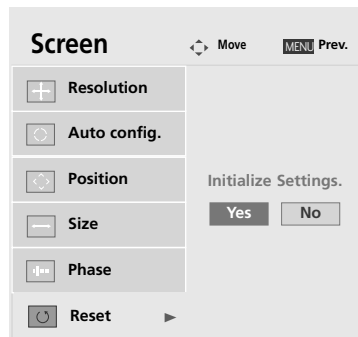 Screen Move MENU Prev.
Resolution
Auto config.
Position
Initialize Settings.
Yes No
Size
Phase
Reset